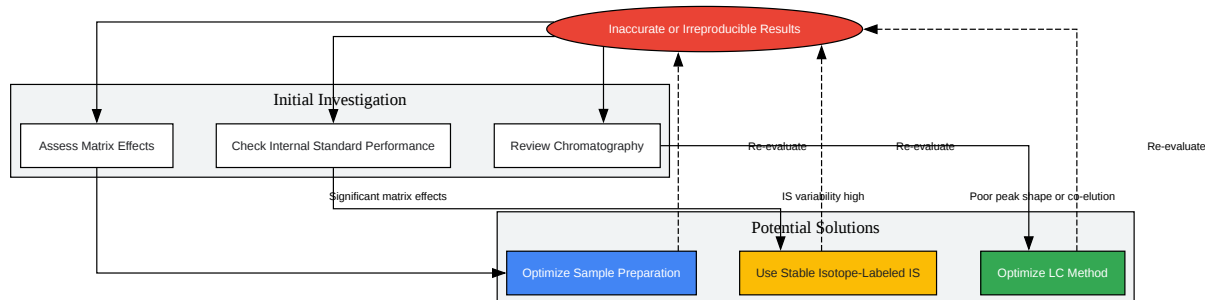 Inaccurate or Irreproducible Results
Initial Investigation
Assess Matrix Effects
Check Internal Standard Performance
Review Chromatography
Re-evaluate
Re-evaluate
Re-evaluate
Significant matrix effects
IS variability high
Poor peak shape or co-elution
Potential Solutions
Optimize Sample Preparation
Use Stable Isotope-Labeled IS
Optimize LC Method